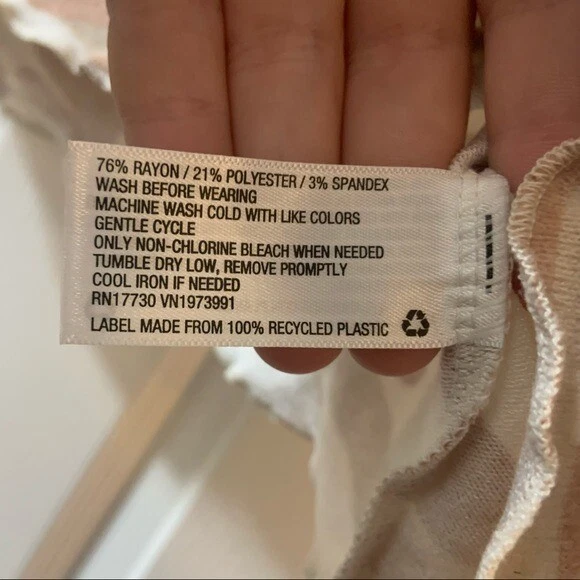 76% RAYON / 21% POLYESTER / 3% SPANDEX
WASH BEFORE WEARING
MACHINE WASH COLD WITH LIKE COLORS
GENTLE CYCLE
ONLY NON-CHLORINE BLEACH WHEN NEEDED
TUMBLE DRY LOW, REMOVE PROMPTLY
COOL IRON IF NEEDED
RN17730 VN1973991
LABEL MADE FROM 100% RECYCLED PLASTIC